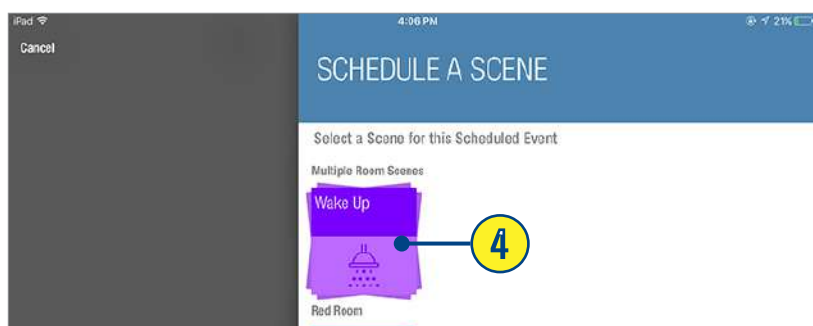 iPad 4:06 PM 21%
Cancel
SCHEDULE A SCENE
Select a Scene for this Scheduled Event
Multiple Room Scenes
Wake Up
4
Red Room